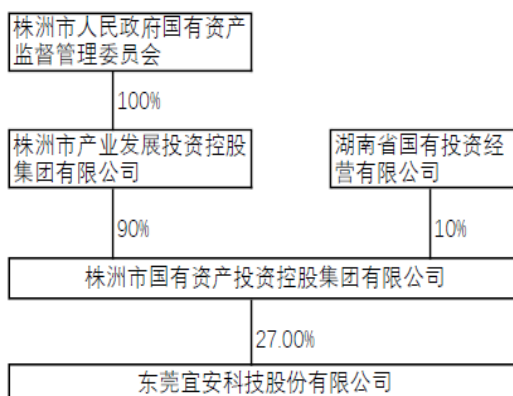 株洲市人民政府国有资产
监督管理委员会
100%
株洲市产业发展投资控股
集团有限公司
湖南省国有投资经
营有限公司
90%
10%
株洲市国有资产投资控股集团有限公司
27.00%
东莞宜安科技股份有限公司